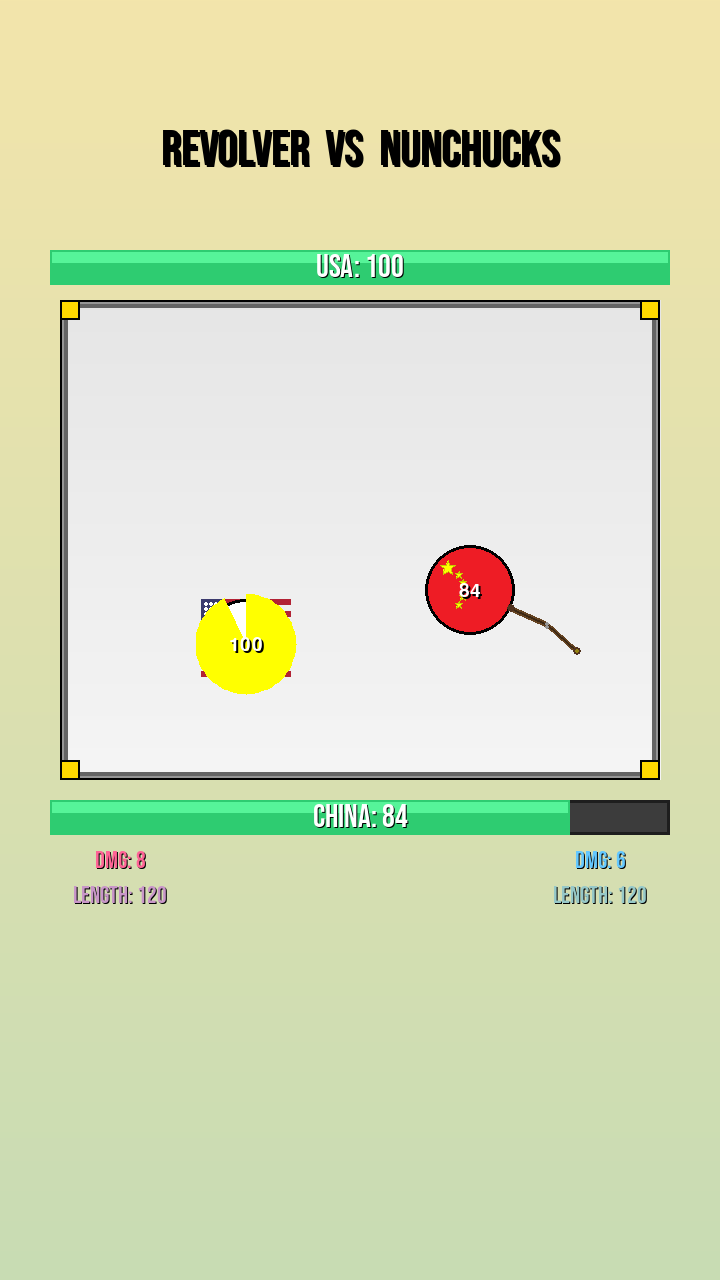 REVOLVER VS NUNCHUCKS
USA: 100
84
100
CHINA: 84
DMG: 8
DMG: 6
LENGTH: 120
LENGTH: 120